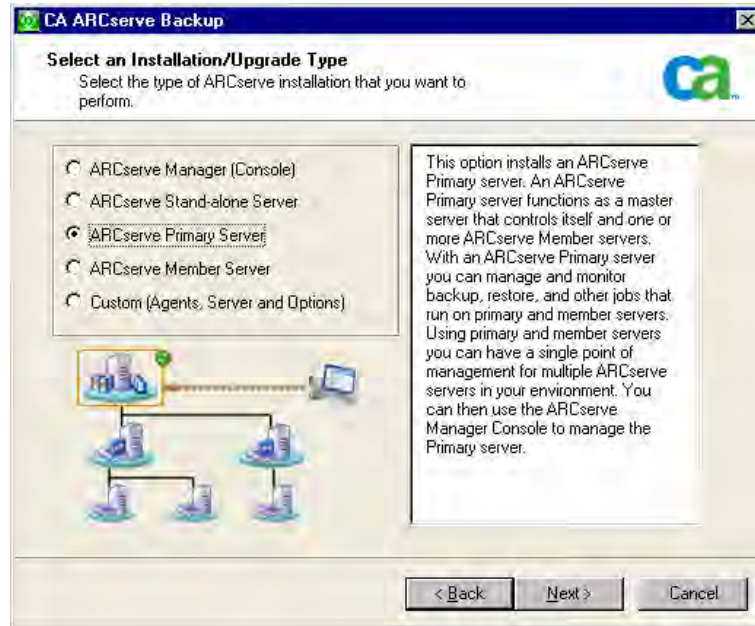 CA ARCserve Backup
Select an Installation/Upgrade Type
Select the type of ARCserve installation that you want to
perform.
ca
ARCserve Manager (Console)
ARCserve Stand-alone Server
ARCserve Primary Server
ARCserve Member Server
Custom (Agents, Server and Options)
This option installs an ARCserve
Primary server. An ARCserve
Primary server functions as a master
server that controls itself and one or
more ARCserve Member servers.
With an ARCserve Primary server
you can manage and monitor
backup, restore, and other jobs that
run on primary and member servers.
Using primary and member servers
you can have a single point of
management for multiple ARCserve
servers in your environment. You
can then use the ARCserve
Manager Console to manage the
Primary server.
< Back
Next >
Cancel